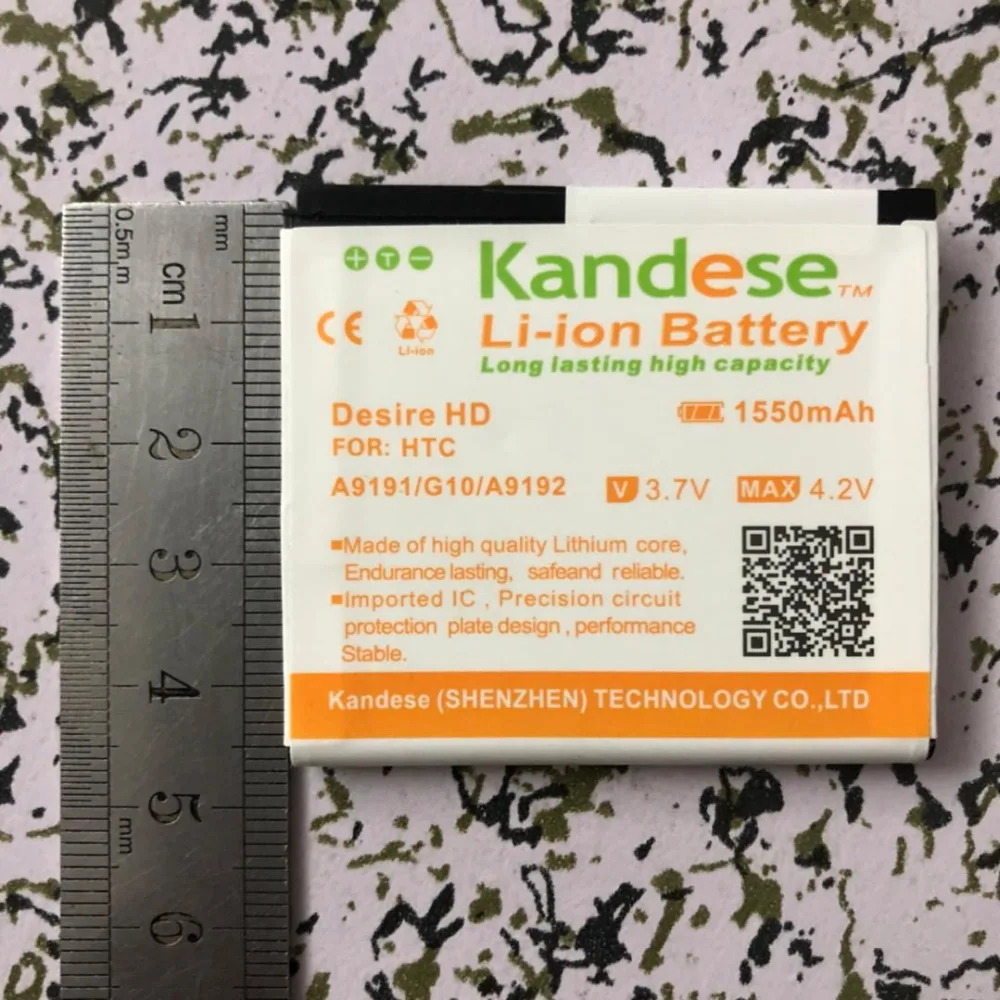 0.5m.m
mm
cm
1
2
3
4
5
mm
6
Kandese™
Li-ion Battery
Long lasting high capacity
CE
Li-ion
+ T −
Desire HD
1550mAh
FOR: HTC
A9191/G10/A9192
V 3.7V
MAX 4.2V
▪Made of high quality Lithium core,
Endurance lasting, safeand reliable.
▪Imported IC , Precision circuit
protection plate design , performance
Stable.
Kandese (SHENZHEN) TECHNOLOGY CO.,LTD